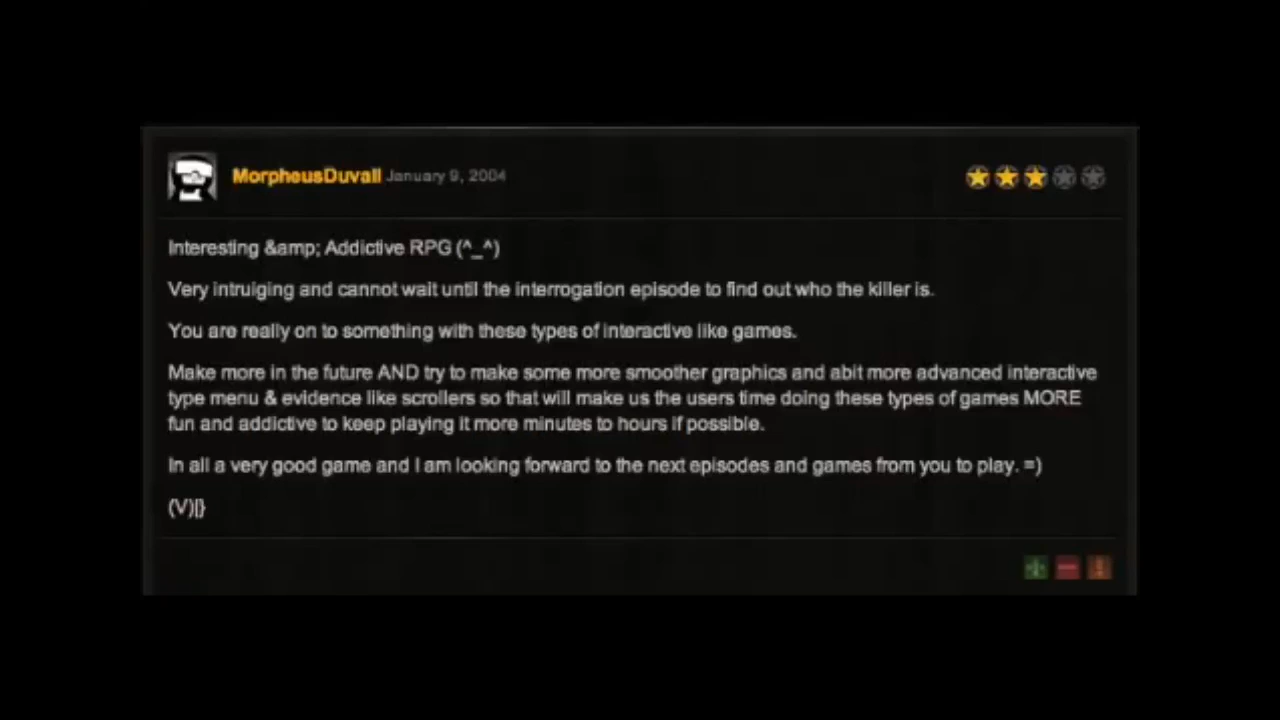 MorpheusDuvall January 9, 2004
Interesting &amp; Addictive RPG (^_^)
Very intruiging and cannot wait until the interrogation episode to find out who the killer is.
You are really on to something with these types of interactive like games.
Make more in the future AND try to make some more smoother graphics and abit more advanced interactive
type menu & evidence like scrollers so that will make us the users time doing these types of games MORE
fun and addictive to keep playing it more minutes to hours if possible.
In all a very good game and I am looking forward to the next episodes and games from you to play. =)
(V)[}